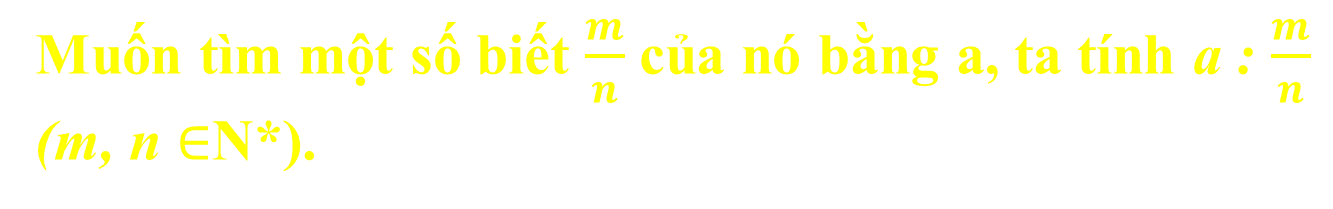 Muốn tìm một số biết m/n của nó bằng a, ta tính a : m/n
(m, n ∈N*).